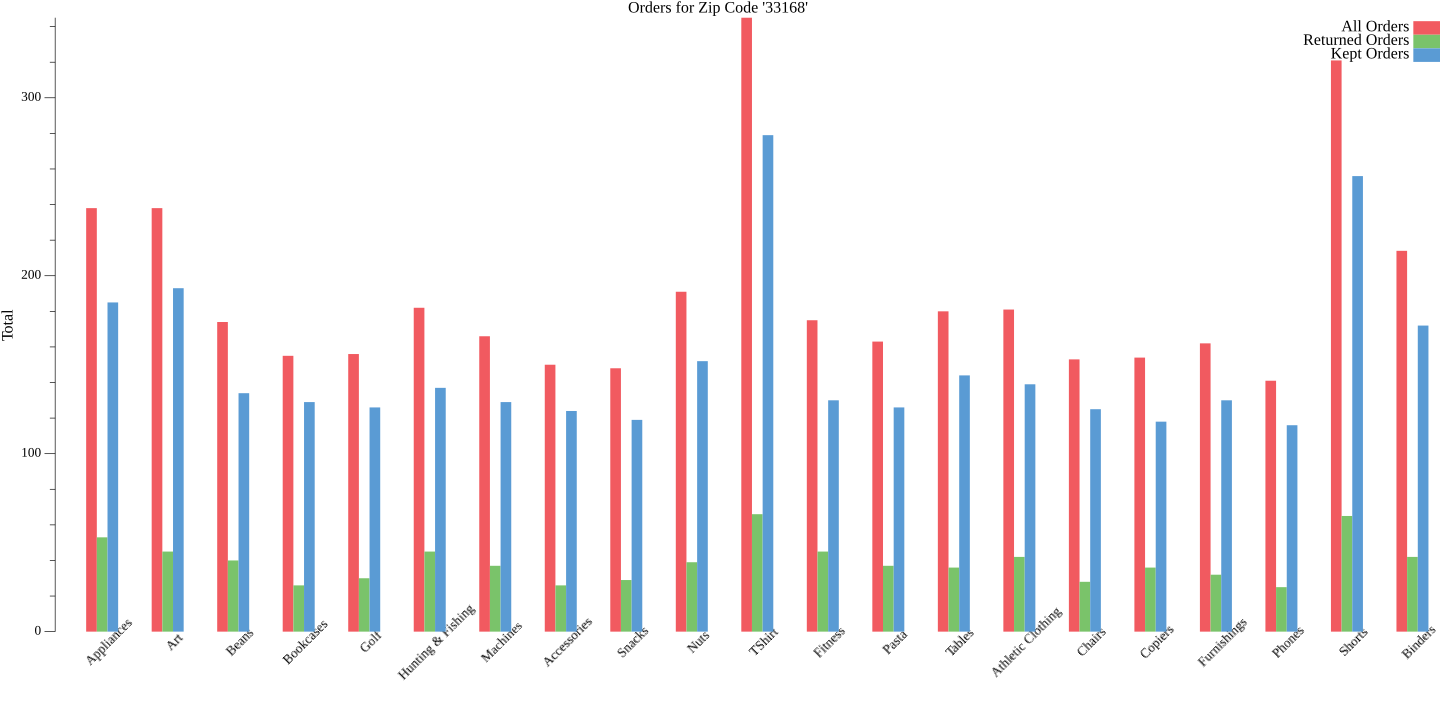 Orders for Zip Code '33168'
All Orders
Returned Orders
Kept Orders
Total
300
200
100
0
Appliances
Art
Beans
Bookcases
Golf
Hunting & Fishing
Machines
Accessories
Snacks
Nuts
TShirt
Fitness
Pasta
Tables
Athletic Clothing
Chairs
Copiers
Furnishings
Phones
Shorts
Binders